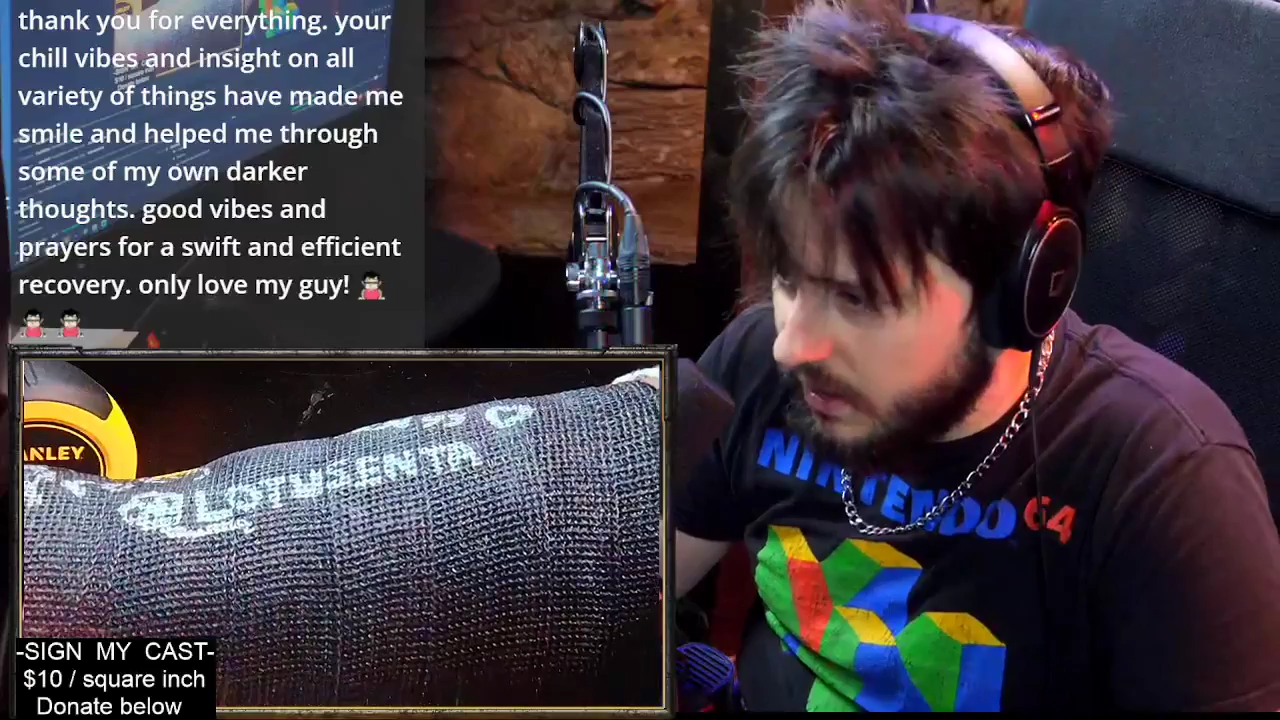 thank you for everything. your
chill vibes and insight on all
variety of things have made me
smile and helped me through
some of my own darker
thoughts. good vibes and
prayers for a swift and efficient
recovery. only love my guy!
ANLEY
LOTUSENTA
NINTENDO 64
-SIGN MY CAST-
$10 / square inch
Donate below